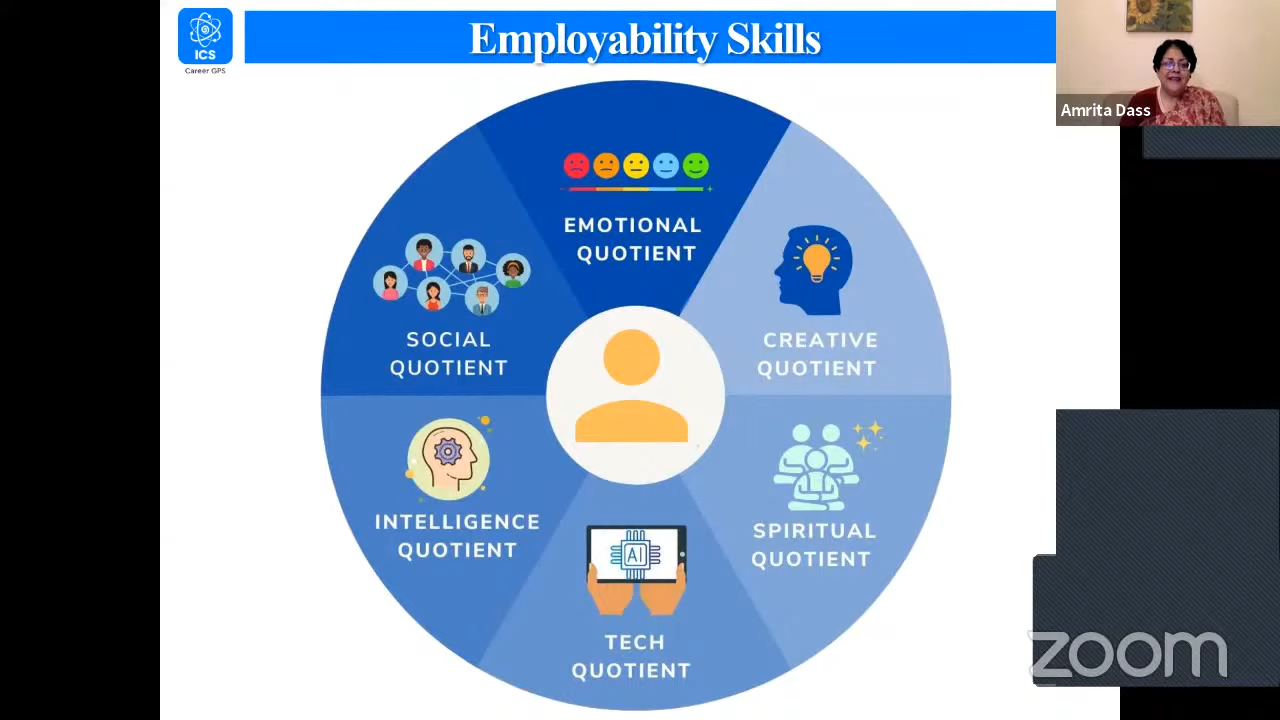 ICS
Career GPS
Employability Skills
Amrita Dass
EMOTIONAL
QUOTIENT
SOCIAL
QUOTIENT
CREATIVE
QUOTIENT
INTELLIGENCE
QUOTIENT
SPIRITUAL
QUOTIENT
AI
TECH
QUOTIENT
zoom